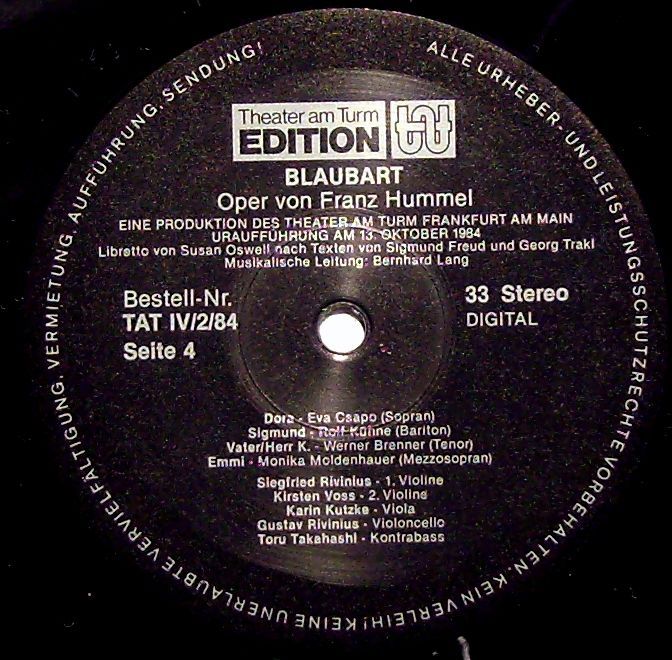 ALLE URHEBER- UND LEISTUNGSSCHUTZRECHTE VORBEHALTEN. KEIN VERLEIH! KEINE UNERLAUBTE VERVIELFÄLTIGUNG. VERMIETUNG. AUFFÜHRUNG. SENDUNG!
Theater am Turm
EDITION tat
BLAUBART
Oper von Franz Hummel
EINE PRODUKTION DES THEATER AM TURM FRANKFURT AM MAIN
URAUFFÜHRUNG AM 13. OKTOBER 1984
Libretto von Susan Oswell nach Texten von Sigmund Freud und Georg Trakl
Musikalische Leitung: Bernhard Lang
Bestell-Nr.
TAT IV/2/84
Seite 4
33 Stereo
DIGITAL
Dora - Eva Csapo (Sopran)
Sigmund - Rolf Kühne (Bariton)
Vater/Herr K. - Werner Brenner (Tenor)
Emmi - Monika Moldenhauer (Mezzosopran)
Siegfried Rivinius - 1. Violine
Kirsten Voss - 2. Violine
Karin Kutzke - Viola
Gustav Rivinius - Violoncello
Toru Takahashi - Kontrabass